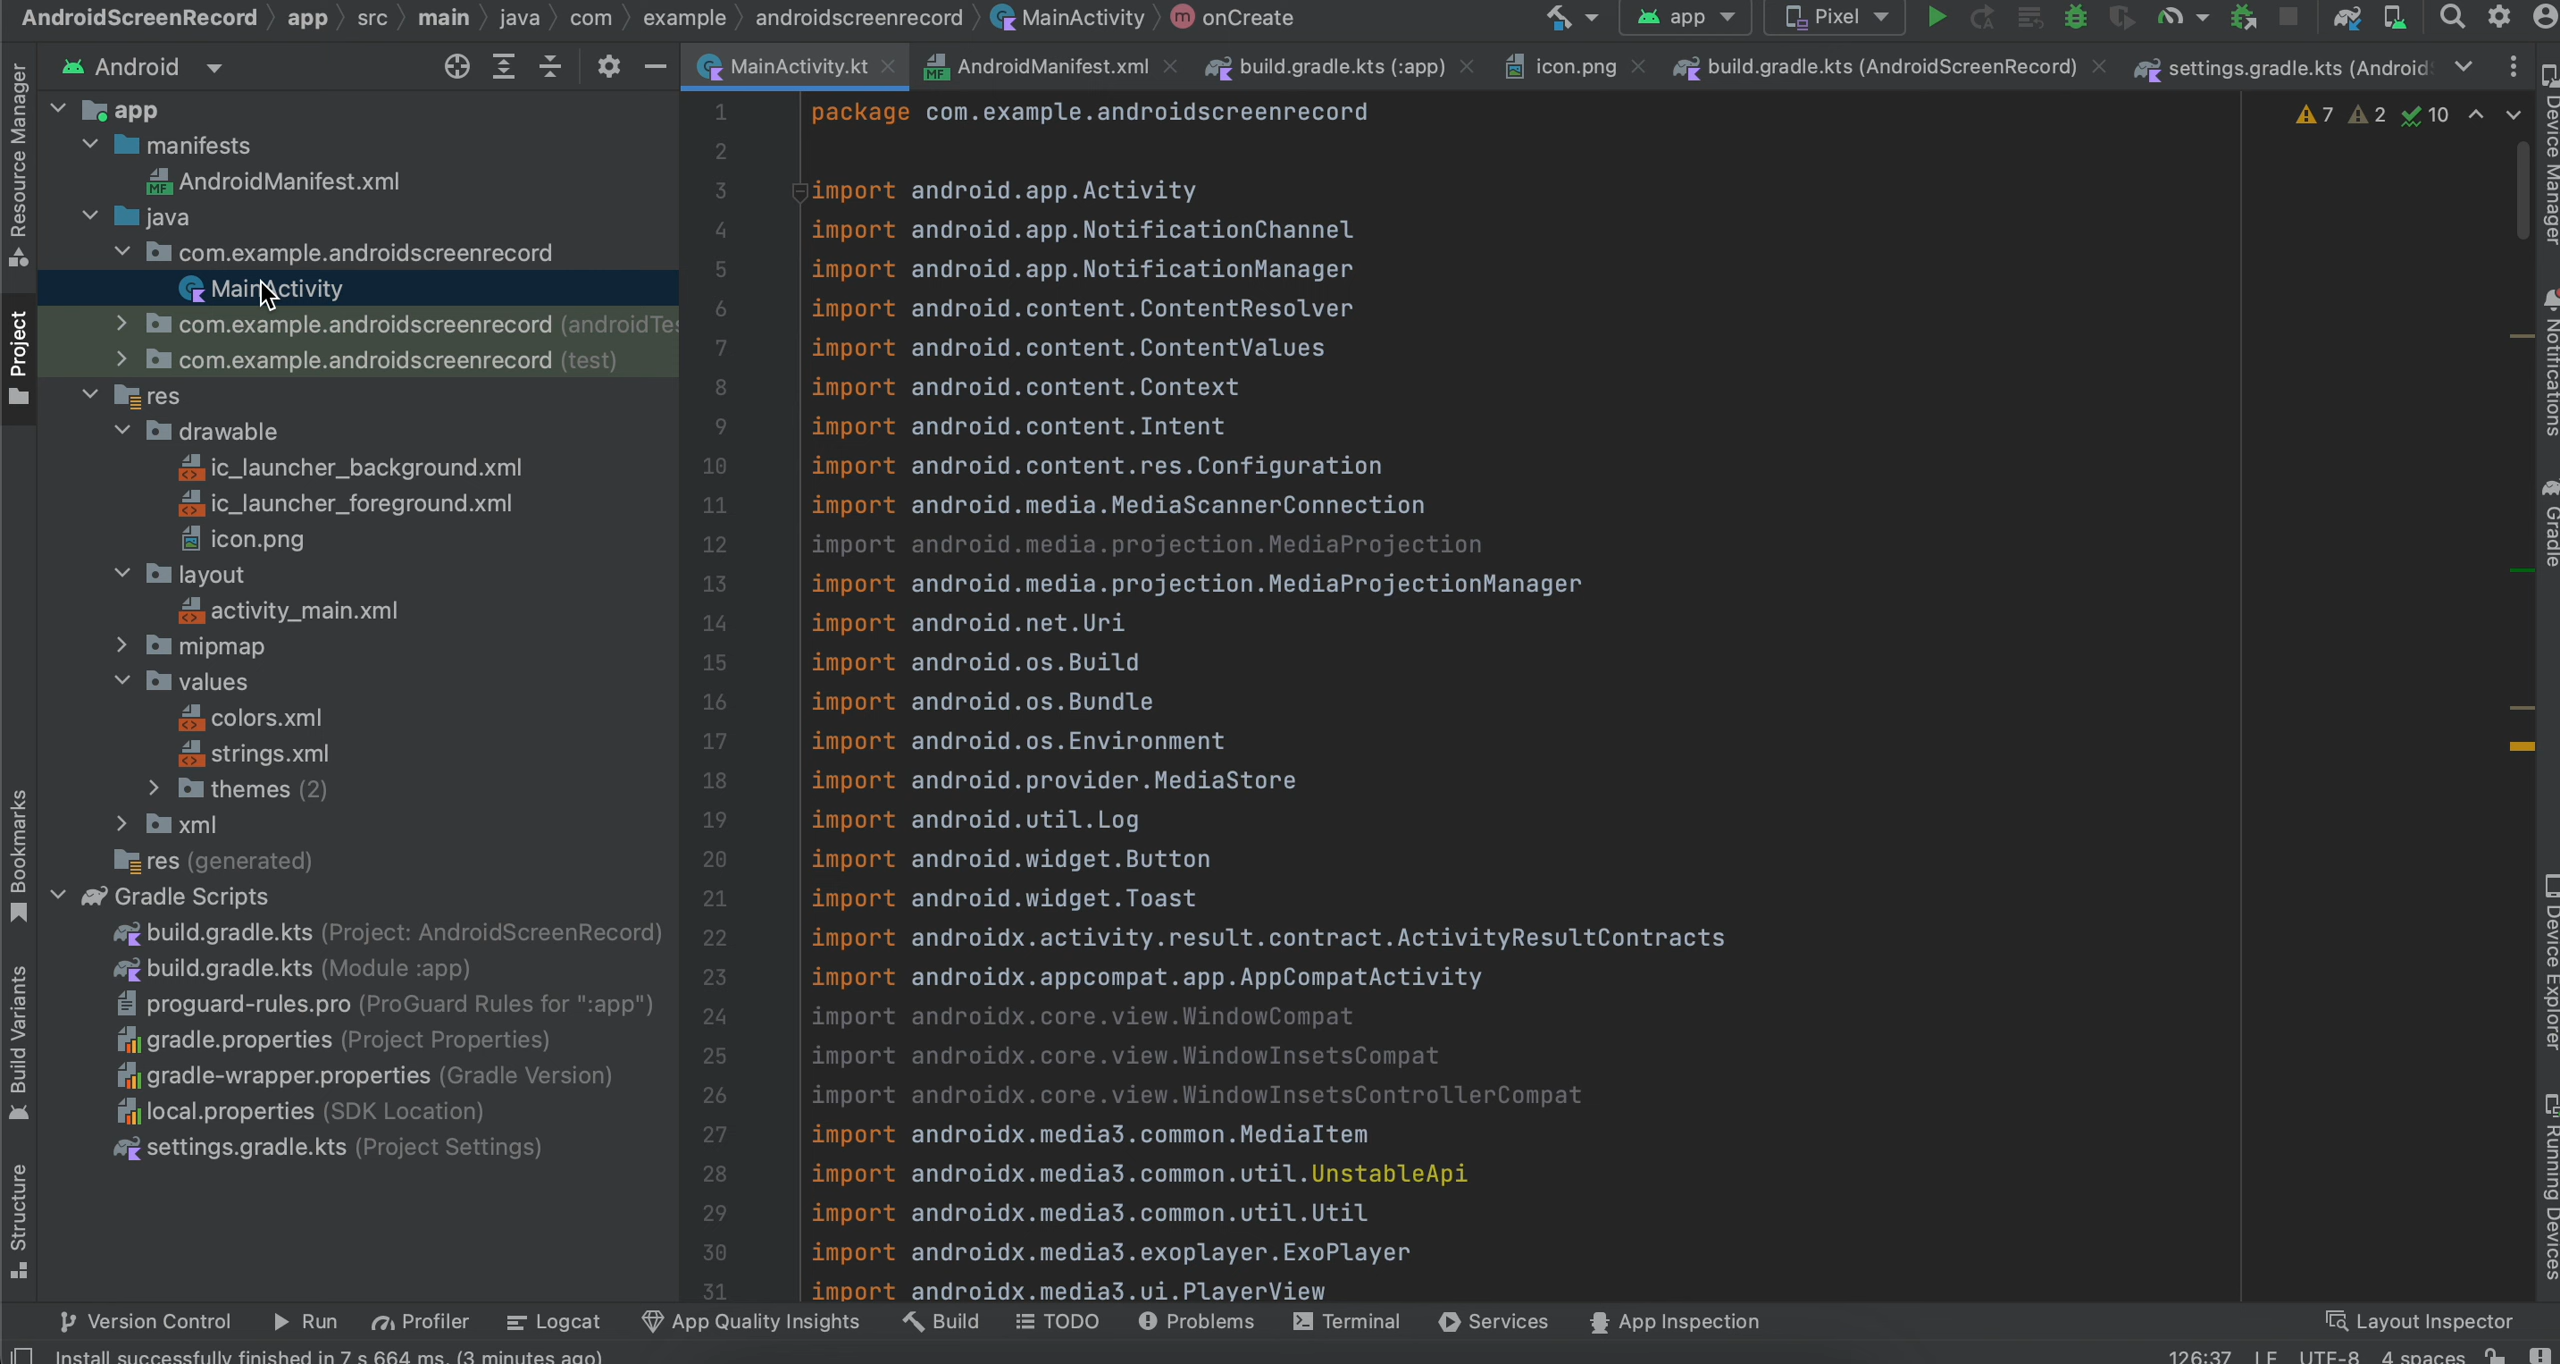 AndroidScreenRecord app src main java com example androidscreenrecord MainActivity m onCreate app Pixel
Android
MainActivity.kt AndroidManifest.xml build.gradle.kts (:app) icon.png build.gradle.kts (AndroidScreenRecord) settings.gradle.kts (Android
7 2 10
Resource Manager
Project
Bookmarks
Build Variants
Structure
app
manifests
AndroidManifest.xml
java
com.example.androidscreenrecord
MainActivity
com.example.androidscreenrecord (androidTes
com.example.androidscreenrecord (test)
res
drawable
ic_launcher_background.xml
ic_launcher_foreground.xml
icon.png
layout
activity_main.xml
mipmap
values
colors.xml
strings.xml
themes (2)
xml
res (generated)
Gradle Scripts
build.gradle.kts (Project: AndroidScreenRecord)
build.gradle.kts (Module :app)
proguard-rules.pro (ProGuard Rules for ":app")
gradle.properties (Project Properties)
gradle-wrapper.properties (Gradle Version)
local.properties (SDK Location)
settings.gradle.kts (Project Settings)
1 package com.example.androidscreenrecord
2
3 import android.app.Activity
4 import android.app.NotificationChannel
5 import android.app.NotificationManager
6 import android.content.ContentResolver
7 import android.content.ContentValues
8 import android.content.Context
9 import android.content.Intent
10 import android.content.res.Configuration
11 import android.media.MediaScannerConnection
12 import android.media.projection.MediaProjection
13 import android.media.projection.MediaProjectionManager
14 import android.net.Uri
15 import android.os.Build
16 import android.os.Bundle
17 import android.os.Environment
18 import android.provider.MediaStore
19 import android.util.Log
20 import android.widget.Button
21 import android.widget.Toast
22 import androidx.activity.result.contract.ActivityResultContracts
23 import androidx.appcompat.app.AppCompatActivity
24 import androidx.core.view.WindowCompat
25 import androidx.core.view.WindowInsetsCompat
26 import androidx.core.view.WindowInsetsControllerCompat
27 import androidx.media3.common.MediaItem
28 import androidx.media3.common.util.UnstableApi
29 import androidx.media3.common.util.Util
30 import androidx.media3.exoplayer.ExoPlayer
31 import androidx.media3.ui.PlayerView
Device Manager
Notifications
Gradle
Device Explorer
Running Devices
Version Control Run Profiler Logcat App Quality Insights Build TODO Problems Terminal Services App Inspection Layout Inspector
Install successfully finished in 7 s 664 ms. (3 minutes ago) 126:37 LF UTF-8 4 spaces